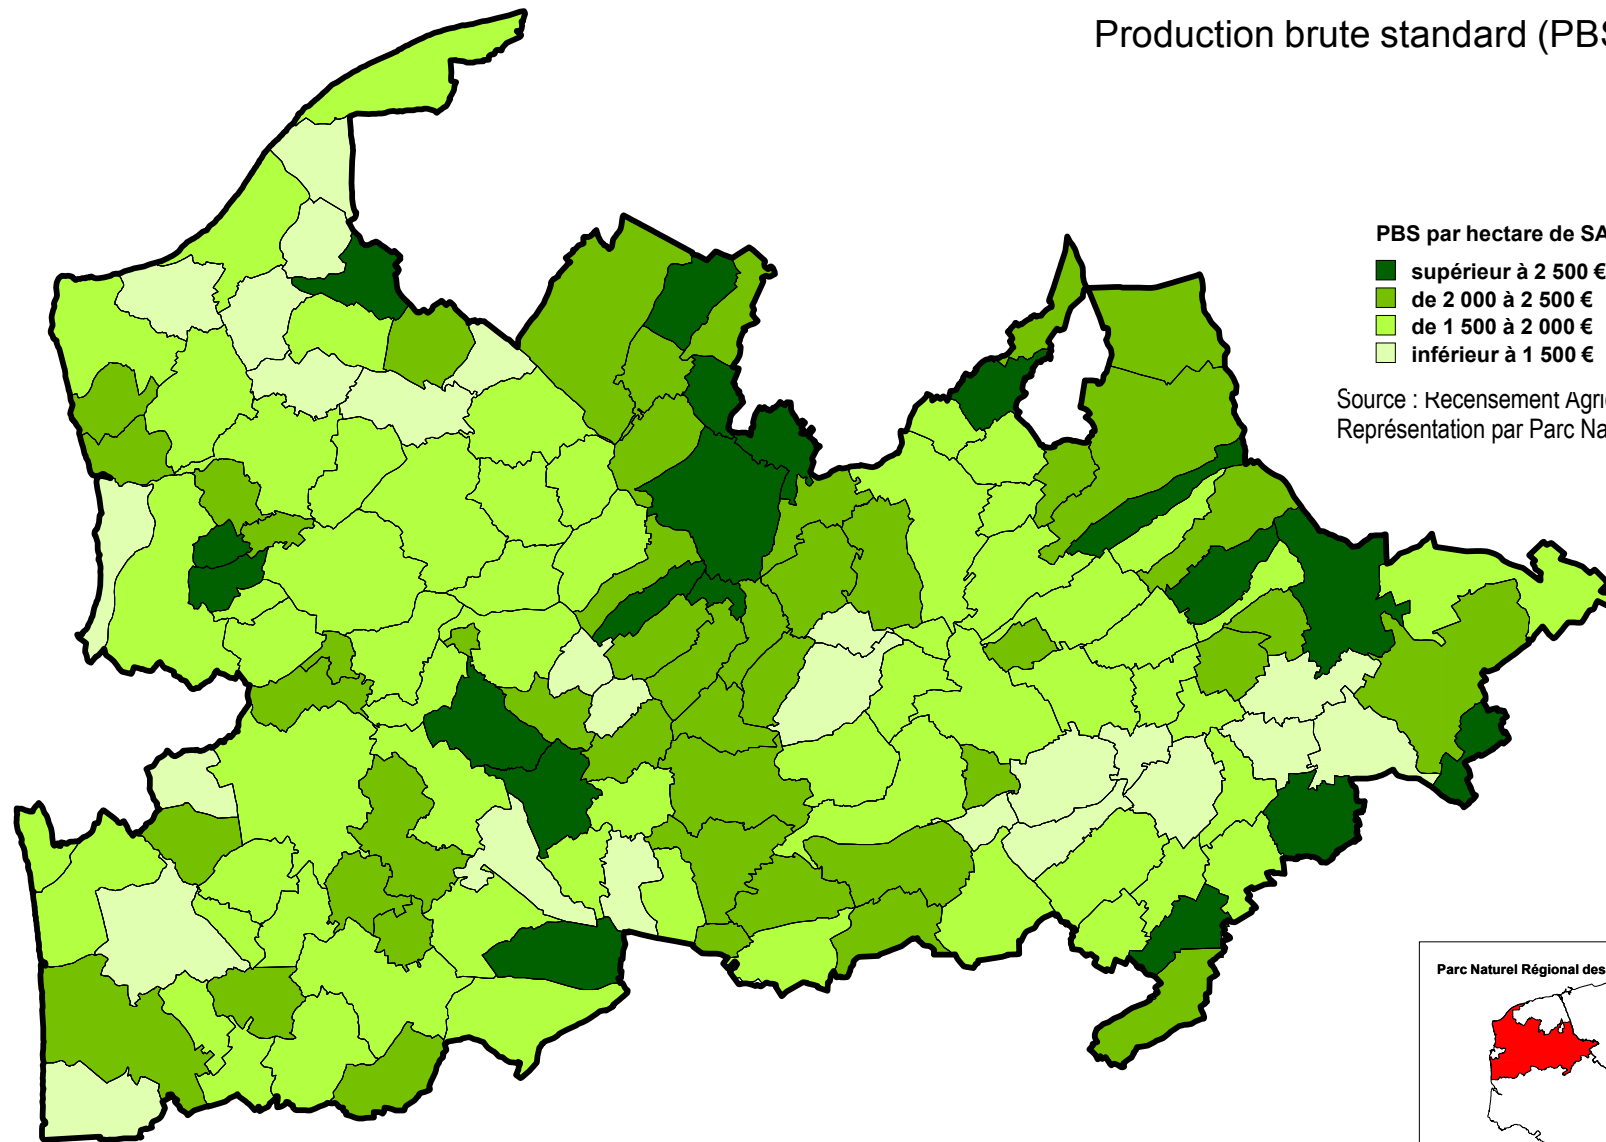 Production brute standard (PBS
PBS par hectare de SA
supérieur à 2 500 €
de 2 000 à 2 500 €
de 1 500 à 2 000 €
inférieur à 1 500 €
Source : Recensement Agri
Représentation par Parc Na
Parc Naturel Régional des